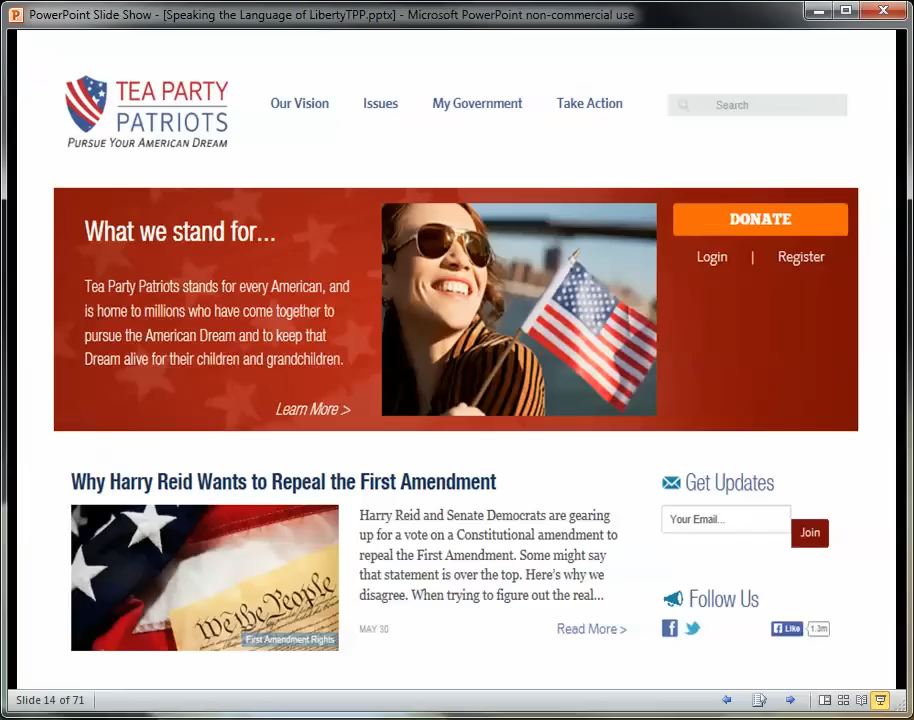 PowerPoint Slide Show - [Speaking the Language of LibertyTPP.pptx] - Microsoft PowerPoint non-commercial use
TEA PARTY
PATRIOTS
PURSUE YOUR AMERICAN DREAM
Our Vision
Issues
My Government
Take Action
Search
What we stand for...
Tea Party Patriots stands for every American, and
is home to millions who have come together to
pursue the American Dream and to keep that
Dream alive for their children and grandchildren.
Learn More >
DONATE
Login | Register
Why Harry Reid Wants to Repeal the First Amendment
We the People
First Amendment Rights
Harry Reid and Senate Democrats are gearing
up for a vote on a Constitutional amendment to
repeal the First Amendment. Some might say
that statement is over the top. Here's why we
disagree. When trying to figure out the real...
MAY 30
Read More >
Get Updates
Your Email...
Join
Follow Us
Like
1.3m
Slide 14 of 71